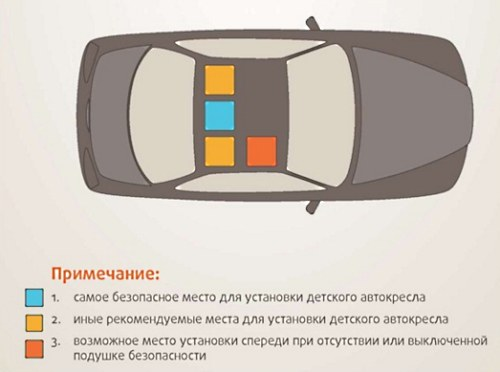 Примечание:
1. самое безопасное место для установки детского автокресла
2. иные рекомендуемые места для установки детского автокресла
3. возможное место установки спереди при отсутствии или выключенной
подушке безопасности